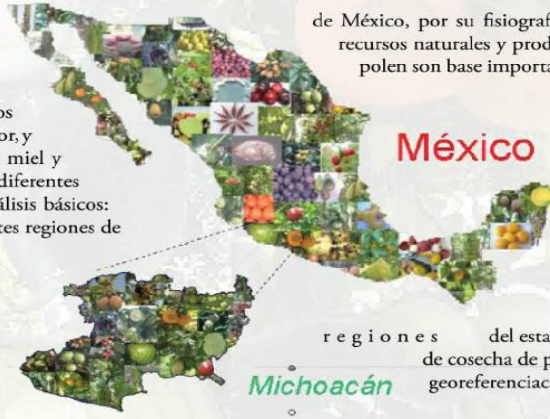 de México, por su fisiograf
recursos naturales y prod
polen son base importa
os
or, y
miel y
diferentes
álisis básicos:
tes regiones de
México
regiones del esta
de cosecha de p
georeferenciac
Michoacán